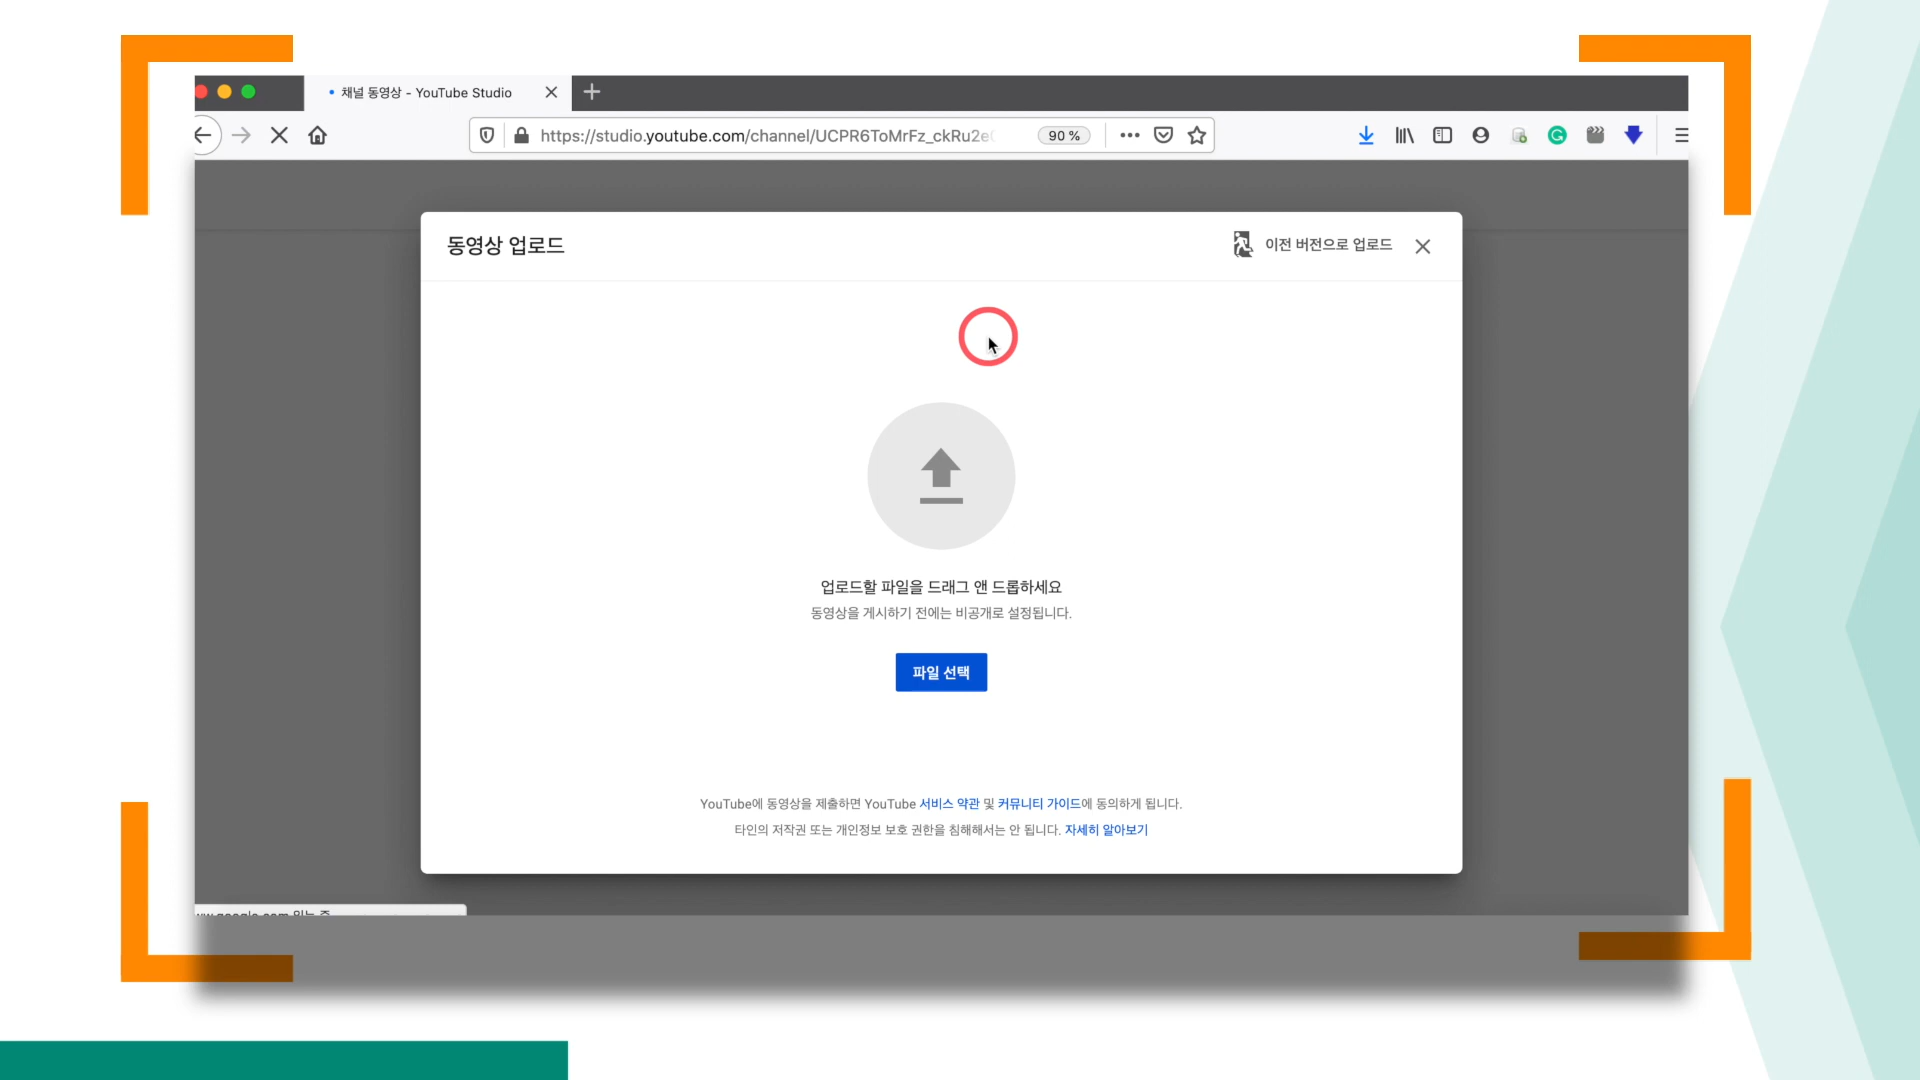 채널 동영상 - YouTube Studio
https://studio.youtube.com/channel/UCPR6ToMrFz_ckRu2e
90 %
동영상 업로드
이전 버전으로 업로드
업로드할 파일을 드래그 앤 드롭하세요
동영상을 게시하기 전에는 비공개로 설정됩니다.
파일 선택
YouTube에 동영상을 제출하면 YouTube 서비스 약관 및 커뮤니티 가이드에 동의하게 됩니다.
타인의 저작권 또는 개인정보 보호 권한을 침해해서는 안 됩니다. 자세히 알아보기